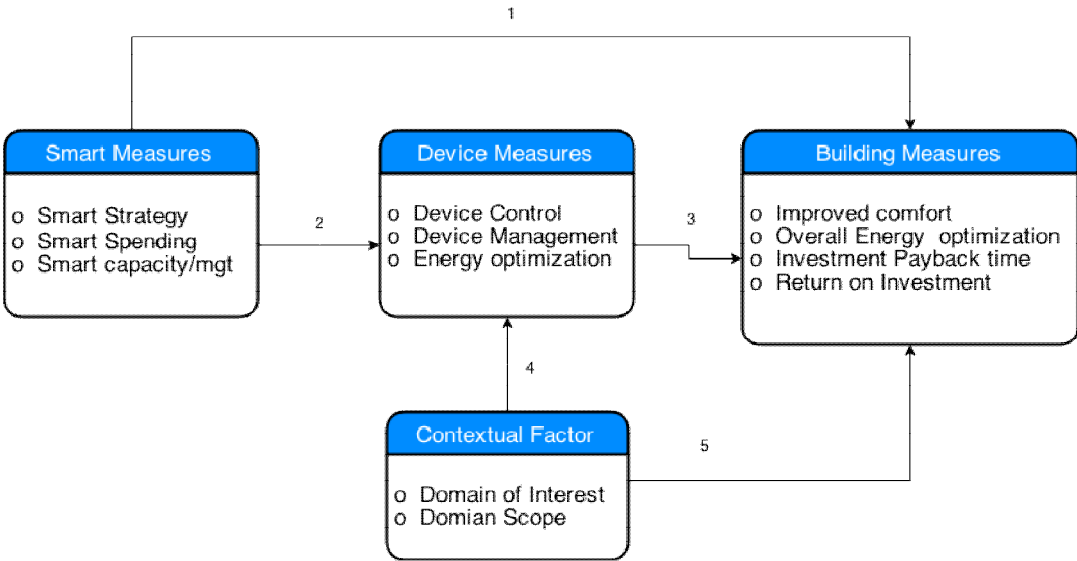 1
Smart Measures
o Smart Strategy
o Smart Spending
o Smart capacity/mgt
2
Device Measures
o Device Control
o Device Management
o Energy optimization
3
Building Measures
o Improved comfort
o Overall Energy optimization
o Investment Payback time
o Return on Investment
4
Contextual Factor
o Domain of Interest
o Domian Scope
5